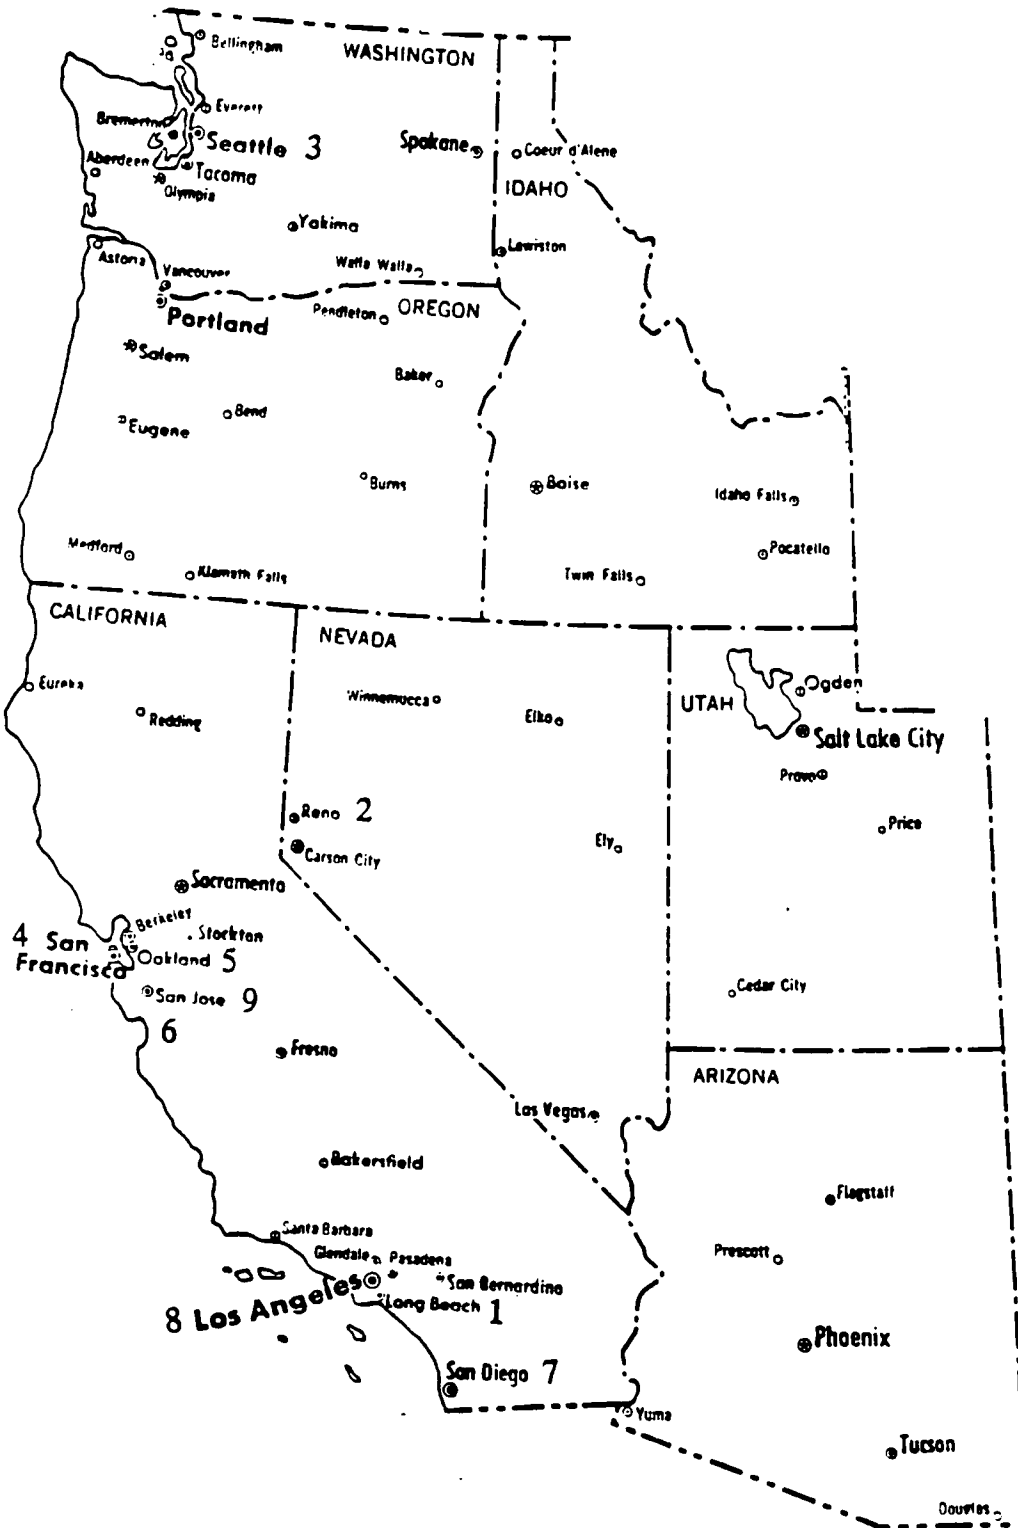 Bellingham
WASHINGTON
Everett
Bremerton
Seattle 3
Spokane
Coeur d'Alene
Aberdeen
Tacoma
IDAHO
Olympia
Yakima
Lewiston
Astoria
Walla Walla
Vancouver
Pendleton
OREGON
Portland
Salem
Baker
Bend
Eugene
Burns
Boise
Idaho Falls
Medford
Pocatello
Klamath Falls
Twin Falls
CALIFORNIA
NEVADA
Eureka
Winnemucca
Ogden
UTAH
Redding
Elko
Salt Lake City
Provo
Reno 2
Price
Ely
Carson City
Sacramento
Berkeley
4 San
Francisco
Stockton
Oakland 5
San Jose 9
Cedar City
6
Fresno
ARIZONA
Las Vegas
Bakersfield
Flagstaff
Santa Barbara
Glendale
Pasadena
Prescott
San Bernardino
8 Los Angeles
Long Beach 1
Phoenix
San Diego 7
Yuma
Tucson
Douglas